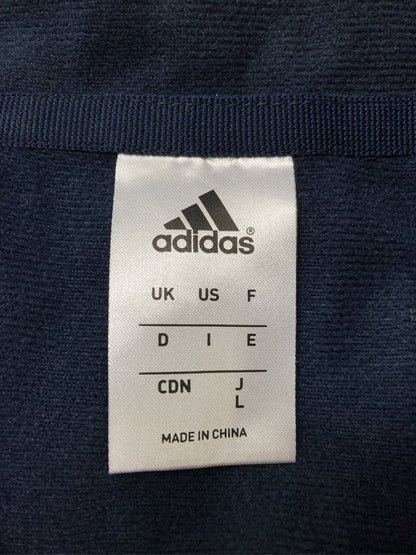 adidas®
UK US F
D I E
CDN J
L
MADE IN CHINA